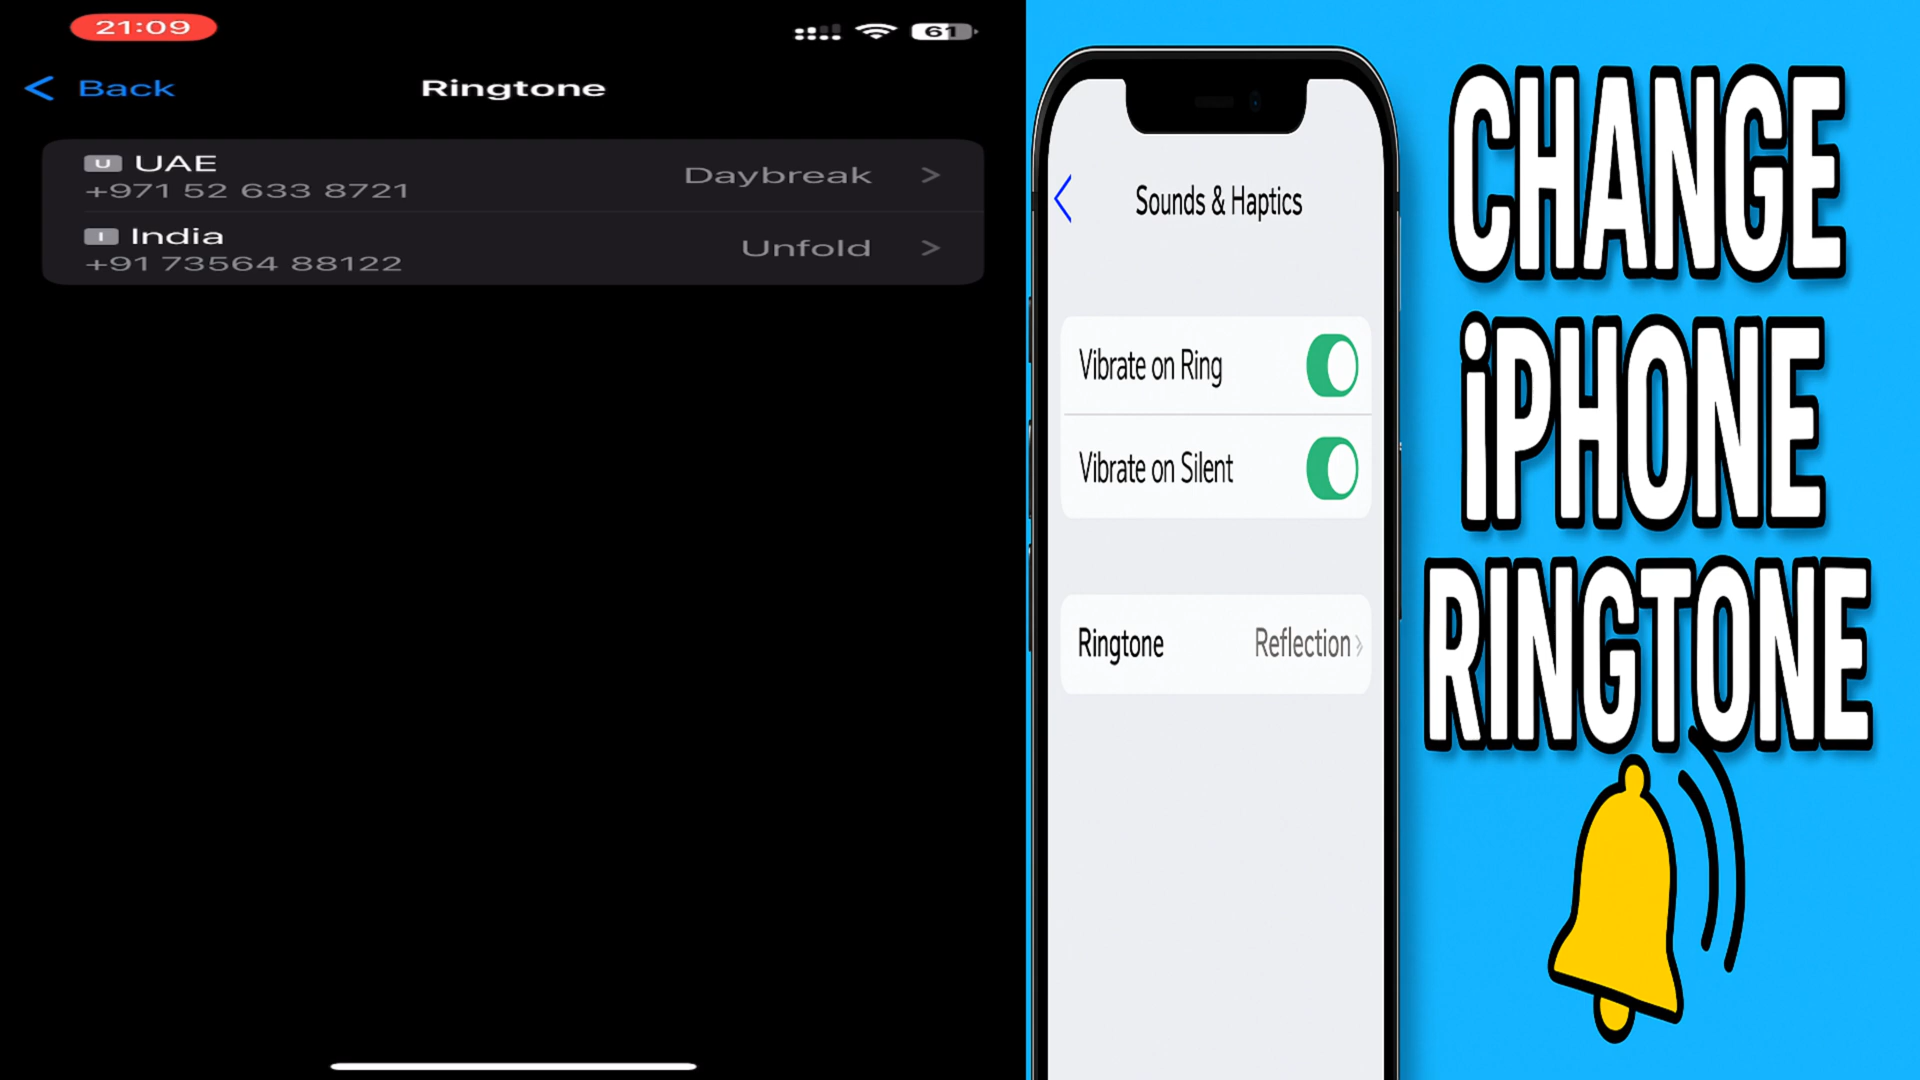 21:09
61
Back
Ringtone
U UAE
+971 52 633 8721
Daybreak
I India
+91 73564 88122
Unfold
Sounds & Haptics
Vibrate on Ring
Vibrate on Silent
Ringtone
Reflection
CHANGE
iPHONE
RINGTONE